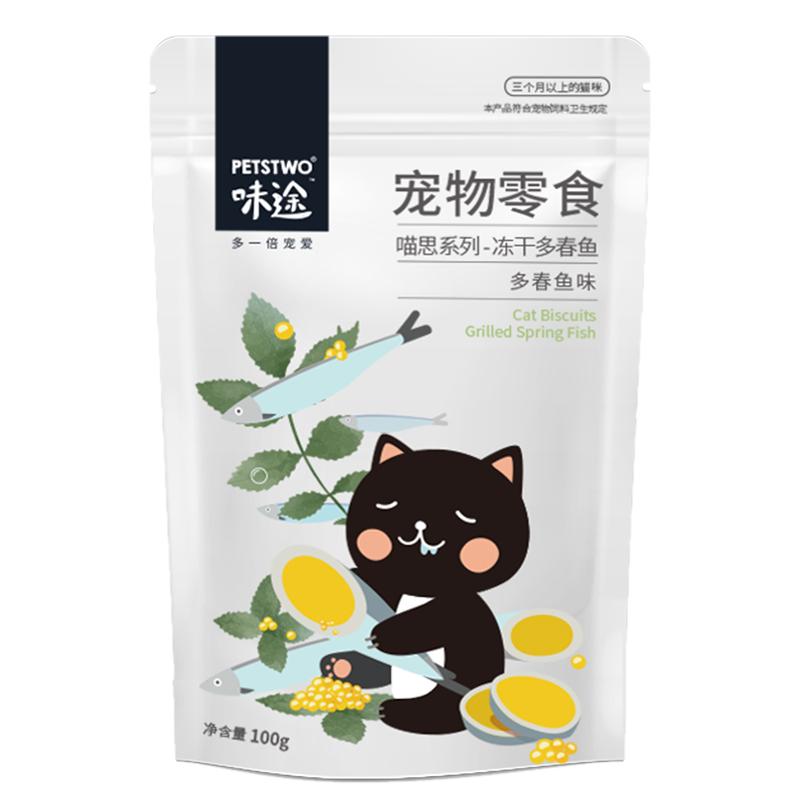 三个月以上的猫咪
本产品符合宠物饲料卫生规定
PETSTWO®
味途™
多一倍宠爱
宠物零食
喵思系列-冻干多春鱼
多春鱼味
Cat Biscuits
Grilled Spring Fish
净含量 100g